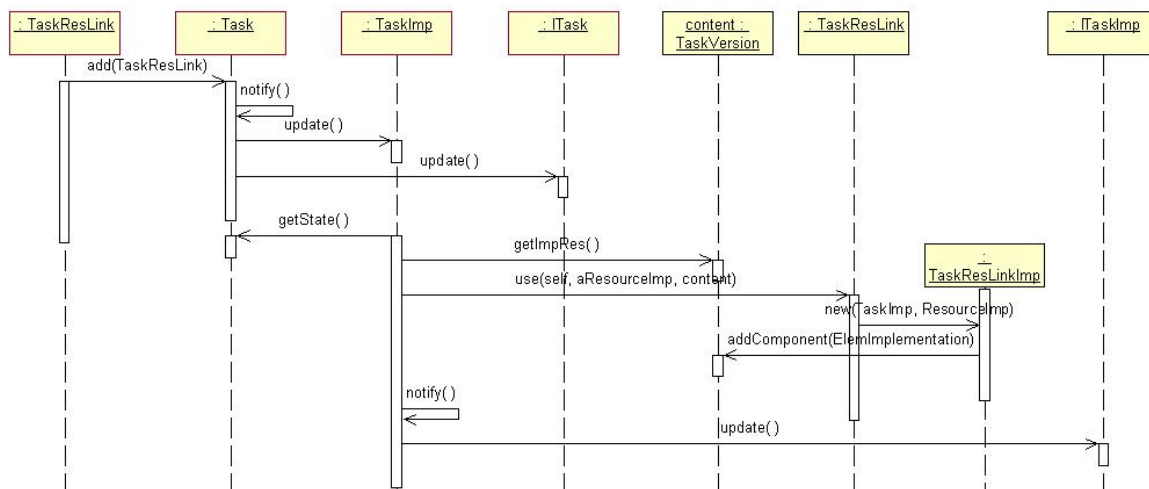 : TaskResLink
: Task
: TaskImp
: ITask
content :
TaskVersion
: TaskResLink
: ITaskImp
add(TaskResLink)
notify( )
update( )
update( )
getState( )
getImpRes( )
:
TaskResLinkImp
use(self, aResourceImp, content)
new(TaskImp, ResourceImp)
addComponent(ElemImplementation)
notify( )
update( )